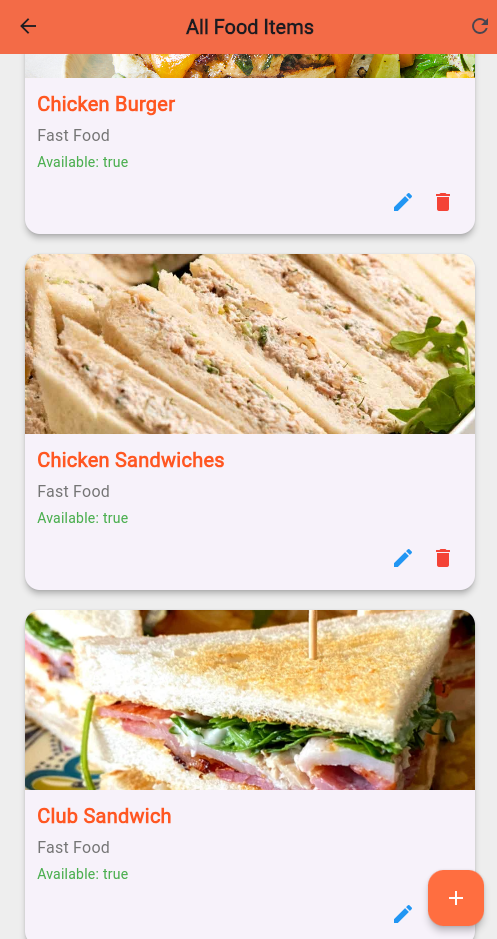 All Food Items
Chicken Burger
Fast Food
Available: true
Chicken Sandwiches
Fast Food
Available: true
Club Sandwich
Fast Food
Available: true